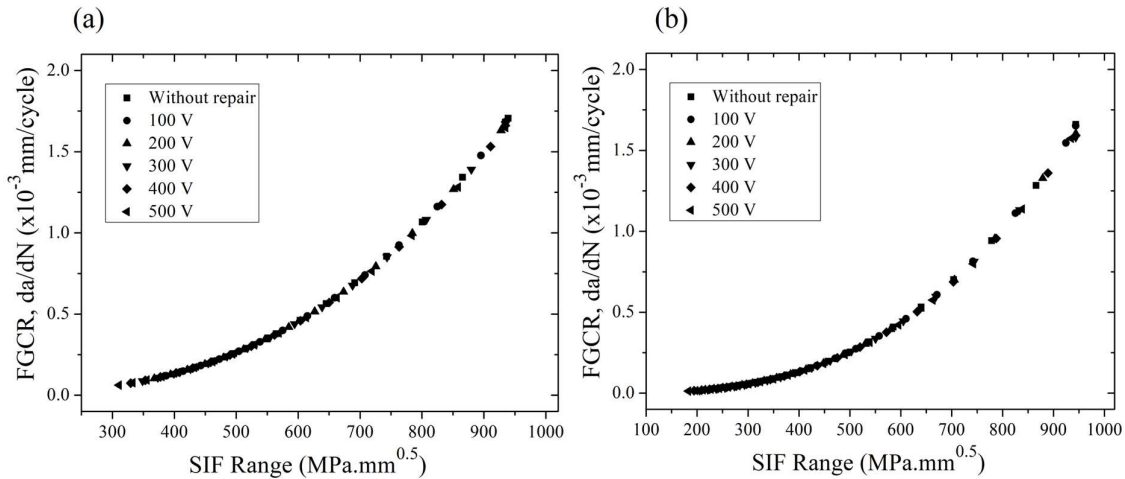 (a)
FGCR, da/dN (x10⁻³ mm/cycle)
2.0
1.5
1.0
0.5
0.0
Without repair
100 V
200 V
300 V
400 V
500 V
300 400 500 600 700 800 900 1000
SIF Range (MPa.mm⁰·⁵)
(b)
FGCR, da/dN (x10⁻³ mm/cycle)
2.0
1.5
1.0
0.5
0.0
Without repair
100 V
200 V
300 V
400 V
500 V
100 200 300 400 500 600 700 800 900 1000
SIF Range (MPa.mm⁰·⁵)